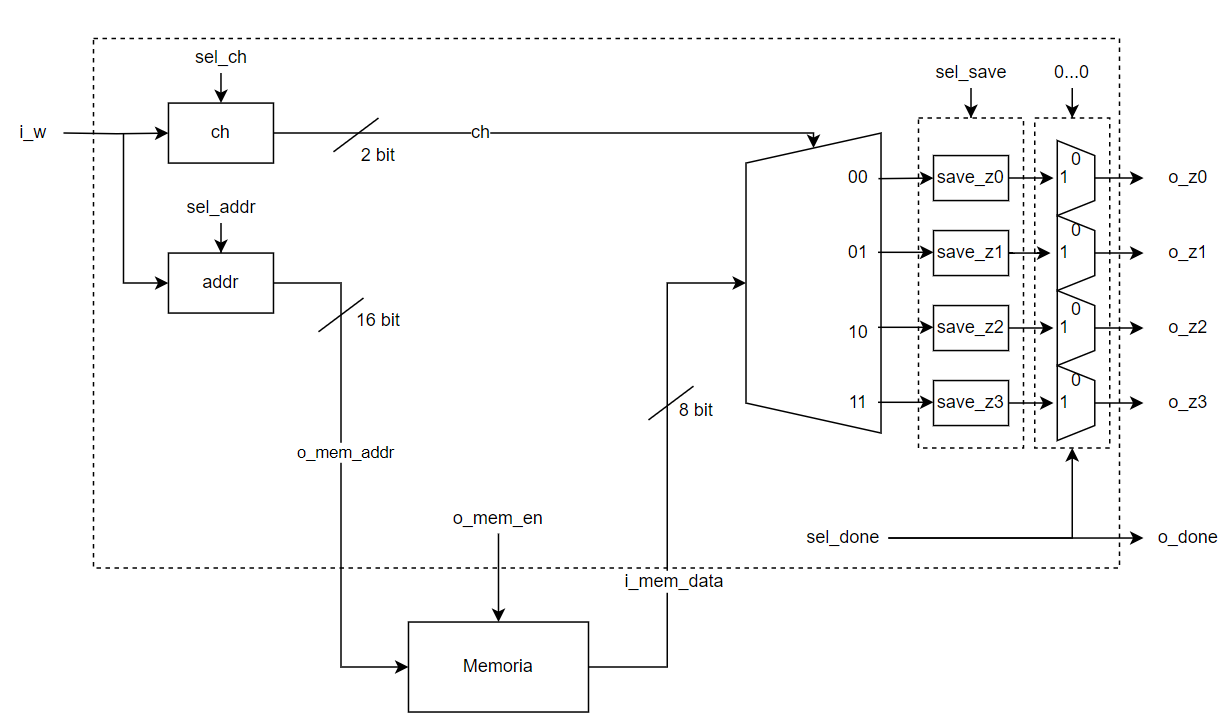 sel_ch
sel_save
0...0
i_w
ch
ch
2 bit
0
00
save_z0
1
o_z0
sel_addr
0
01
save_z1
1
o_z1
addr
16 bit
0
10
save_z2
1
o_z2
0
11
save_z3
1
o_z3
8 bit
o_mem_addr
o_mem_en
sel_done
o_done
i_mem_data
Memoria